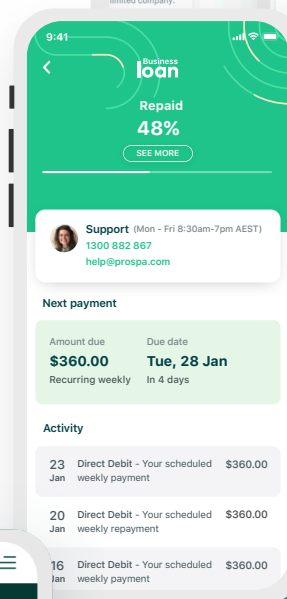 limited company.
9:41
Business
loan
Repaid
48%
SEE MORE
Support (Mon - Fri 8:30am-7pm AEST)
1300 882 867
help@prospa.com
Next payment
Amount due
Due date
$360.00
Tue, 28 Jan
Recurring weekly
In 4 days
Activity
23 Direct Debit - Your scheduled $360.00
Jan weekly payment
20 Direct Debit - Your scheduled $360.00
Jan weekly repayment
16 Direct Debit - Your scheduled $360.00
Jan weekly payment